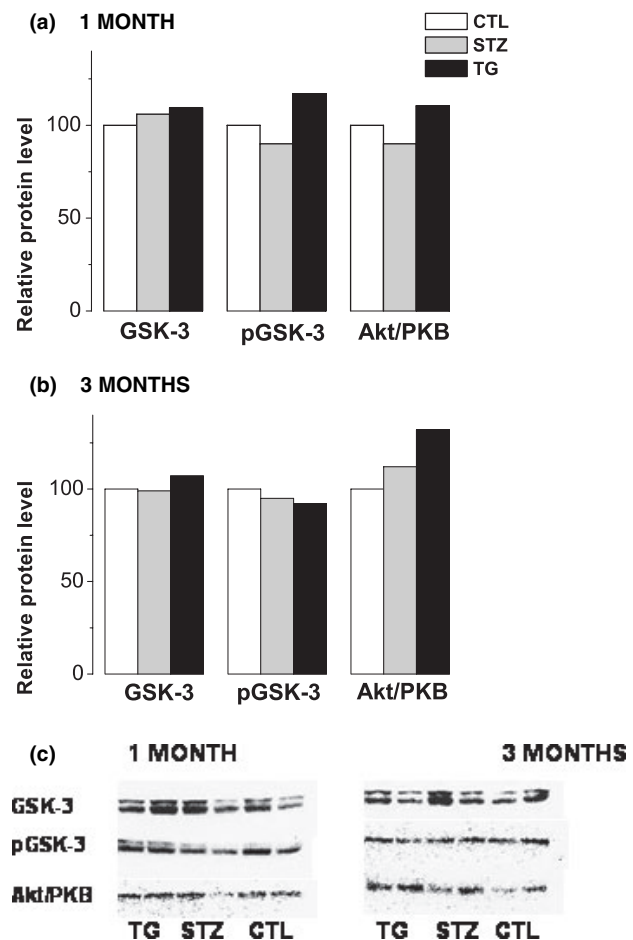 (a) 1 MONTH
CTL
STZ
TG
Relative protein level
100
50
0
GSK-3 pGSK-3 Akt/PKB
(b) 3 MONTHS
Relative protein level
100
50
0
GSK-3 pGSK-3 Akt/PKB
(c) 1 MONTH 3 MONTHS
GSK-3
pGSK-3
Akt/PKB
TG STZ CTL TG STZ CTL